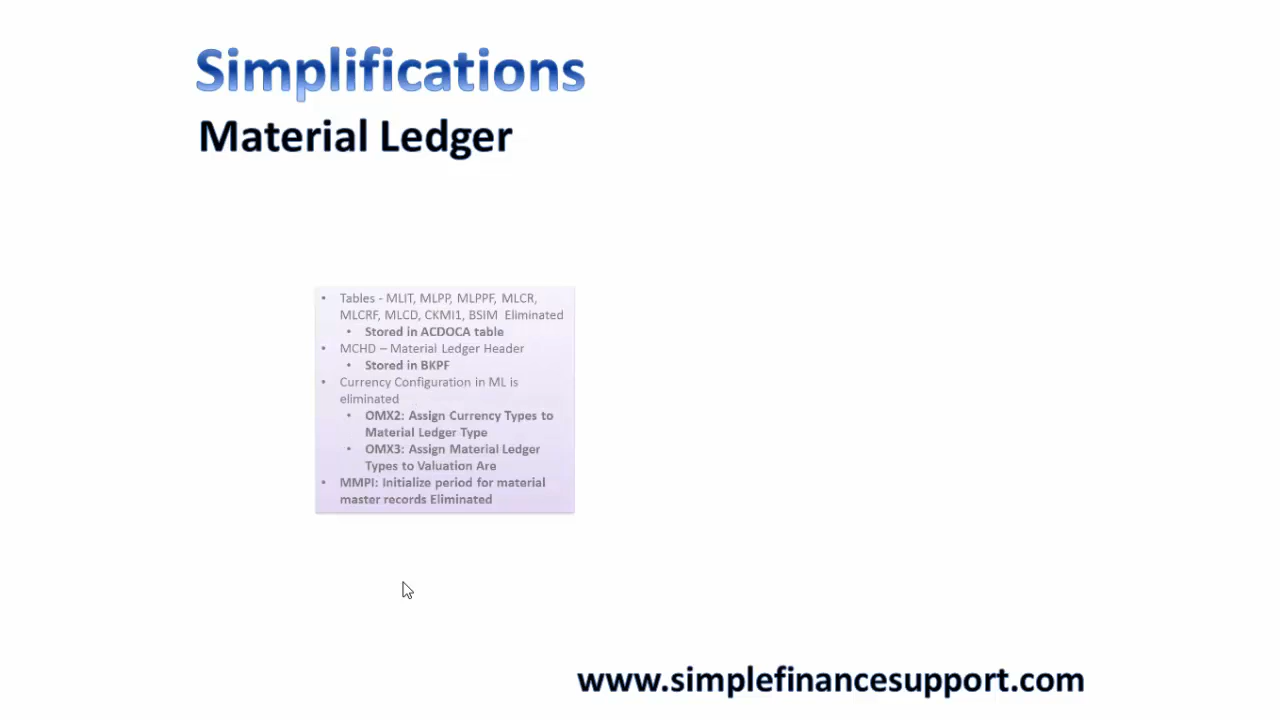 Simplifications
Material Ledger
• Tables - MLIT, MLPP, MLPPF, MLCR,
MLCRF, MLCD, CKMI1, BSIM Eliminated
• Stored in ACDOCA table
• MCHD – Material Ledger Header
• Stored in BKPF
• Currency Configuration in ML is
eliminated
• OMX2: Assign Currency Types to
Material Ledger Type
• OMX3: Assign Material Ledger
Types to Valuation Are
• MMPI: Initialize period for material
master records Eliminated
www.simplefinancesupport.com